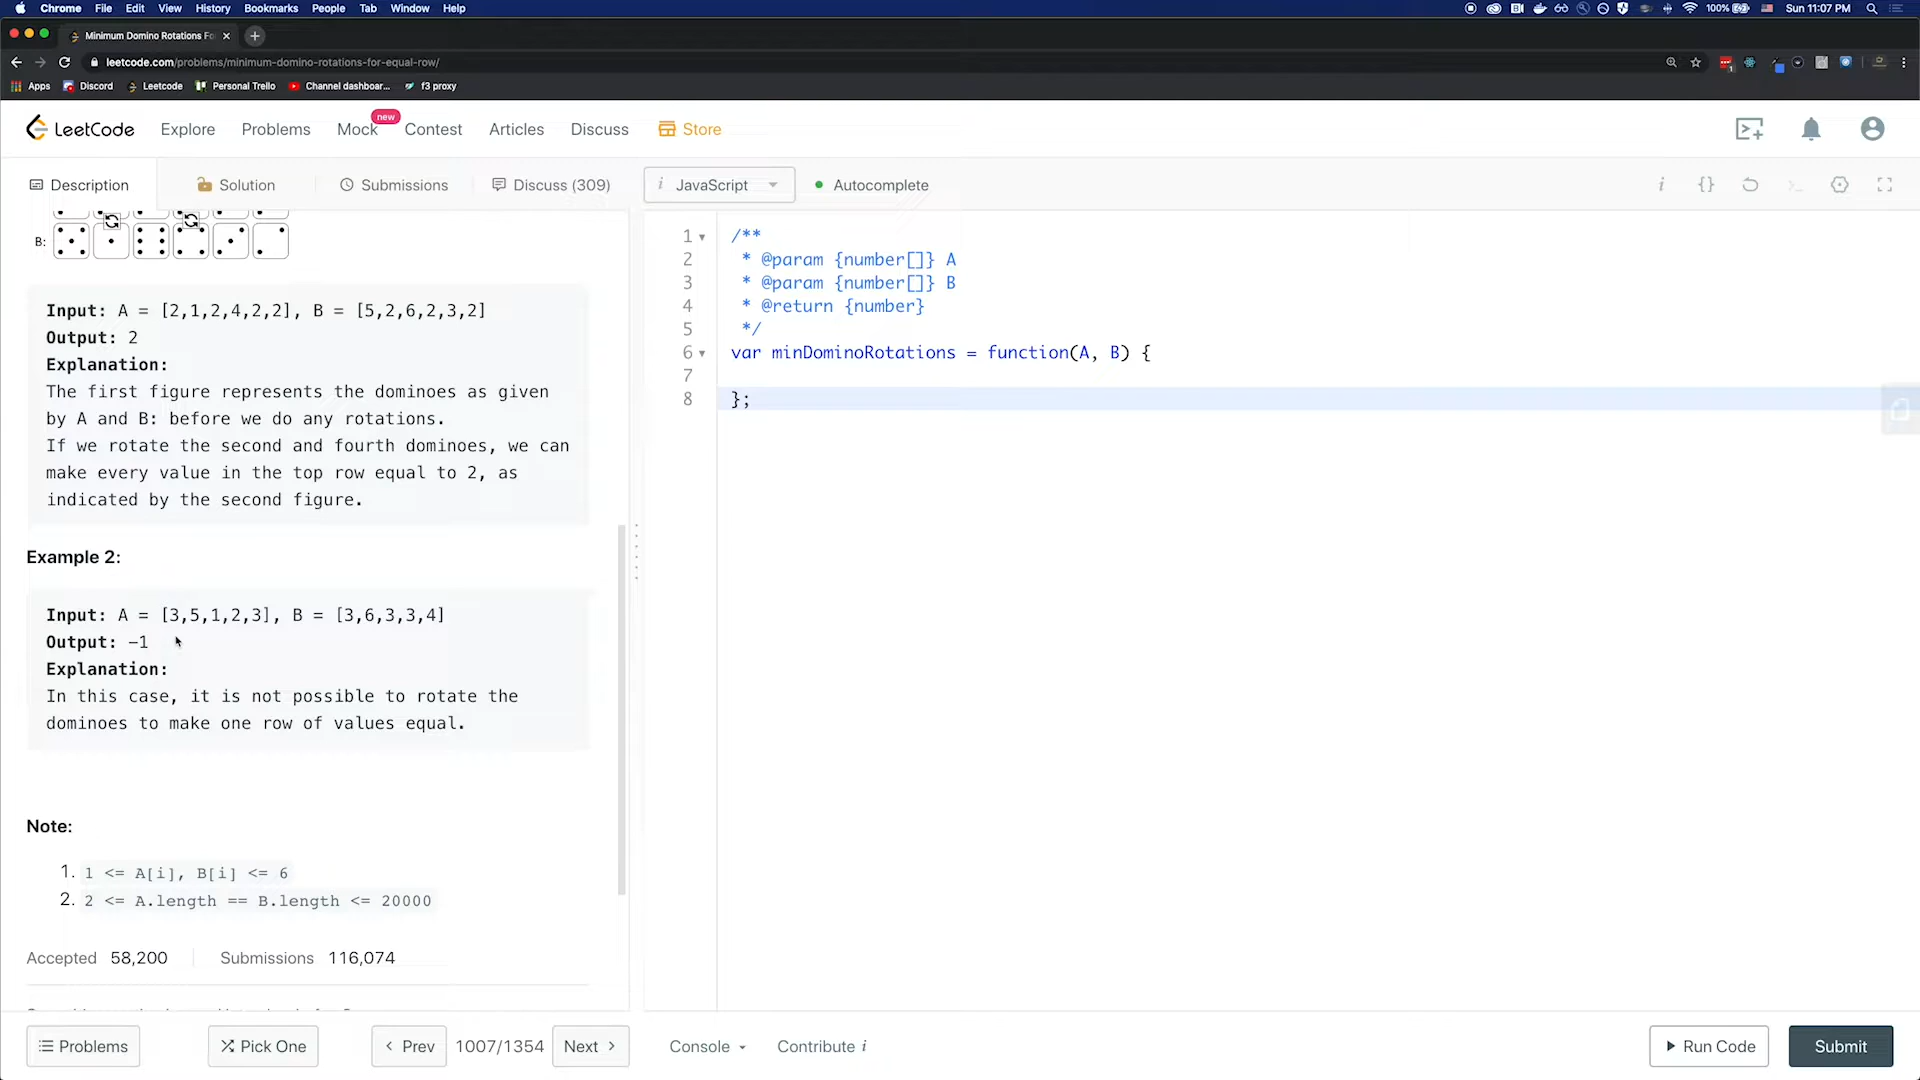 Chrome File Edit View History Bookmarks People Tab Window Help
100% Sun 11:07 PM
Minimum Domino Rotations Fo
leetcode.com/problems/minimum-domino-rotations-for-equal-row/
Apps Discord Leetcode Personal Trello Channel dashboar... f3 proxy
LeetCode Explore Problems Mock new Contest Articles Discuss Store
Description Solution Submissions Discuss (309)
i JavaScript Autocomplete
B:
Input: A = [2,1,2,4,2,2], B = [5,2,6,2,3,2]
Output: 2
Explanation:
The first figure represents the dominoes as given
by A and B: before we do any rotations.
If we rotate the second and fourth dominoes, we can
make every value in the top row equal to 2, as
indicated by the second figure.
Example 2:
Input: A = [3,5,1,2,3], B = [3,6,3,3,4]
Output: -1
Explanation:
In this case, it is not possible to rotate the
dominoes to make one row of values equal.
Note:
1. 1 <= A[i], B[i] <= 6
2. 2 <= A.length == B.length <= 20000
Accepted 58,200 Submissions 116,074
1 /**
2 * @param {number[]} A
3 * @param {number[]} B
4 * @return {number}
5 */
6 var minDominoRotations = function(A, B) {
7
8 };
Problems Pick One Prev 1007/1354 Next
Console Contribute i
Run Code Submit